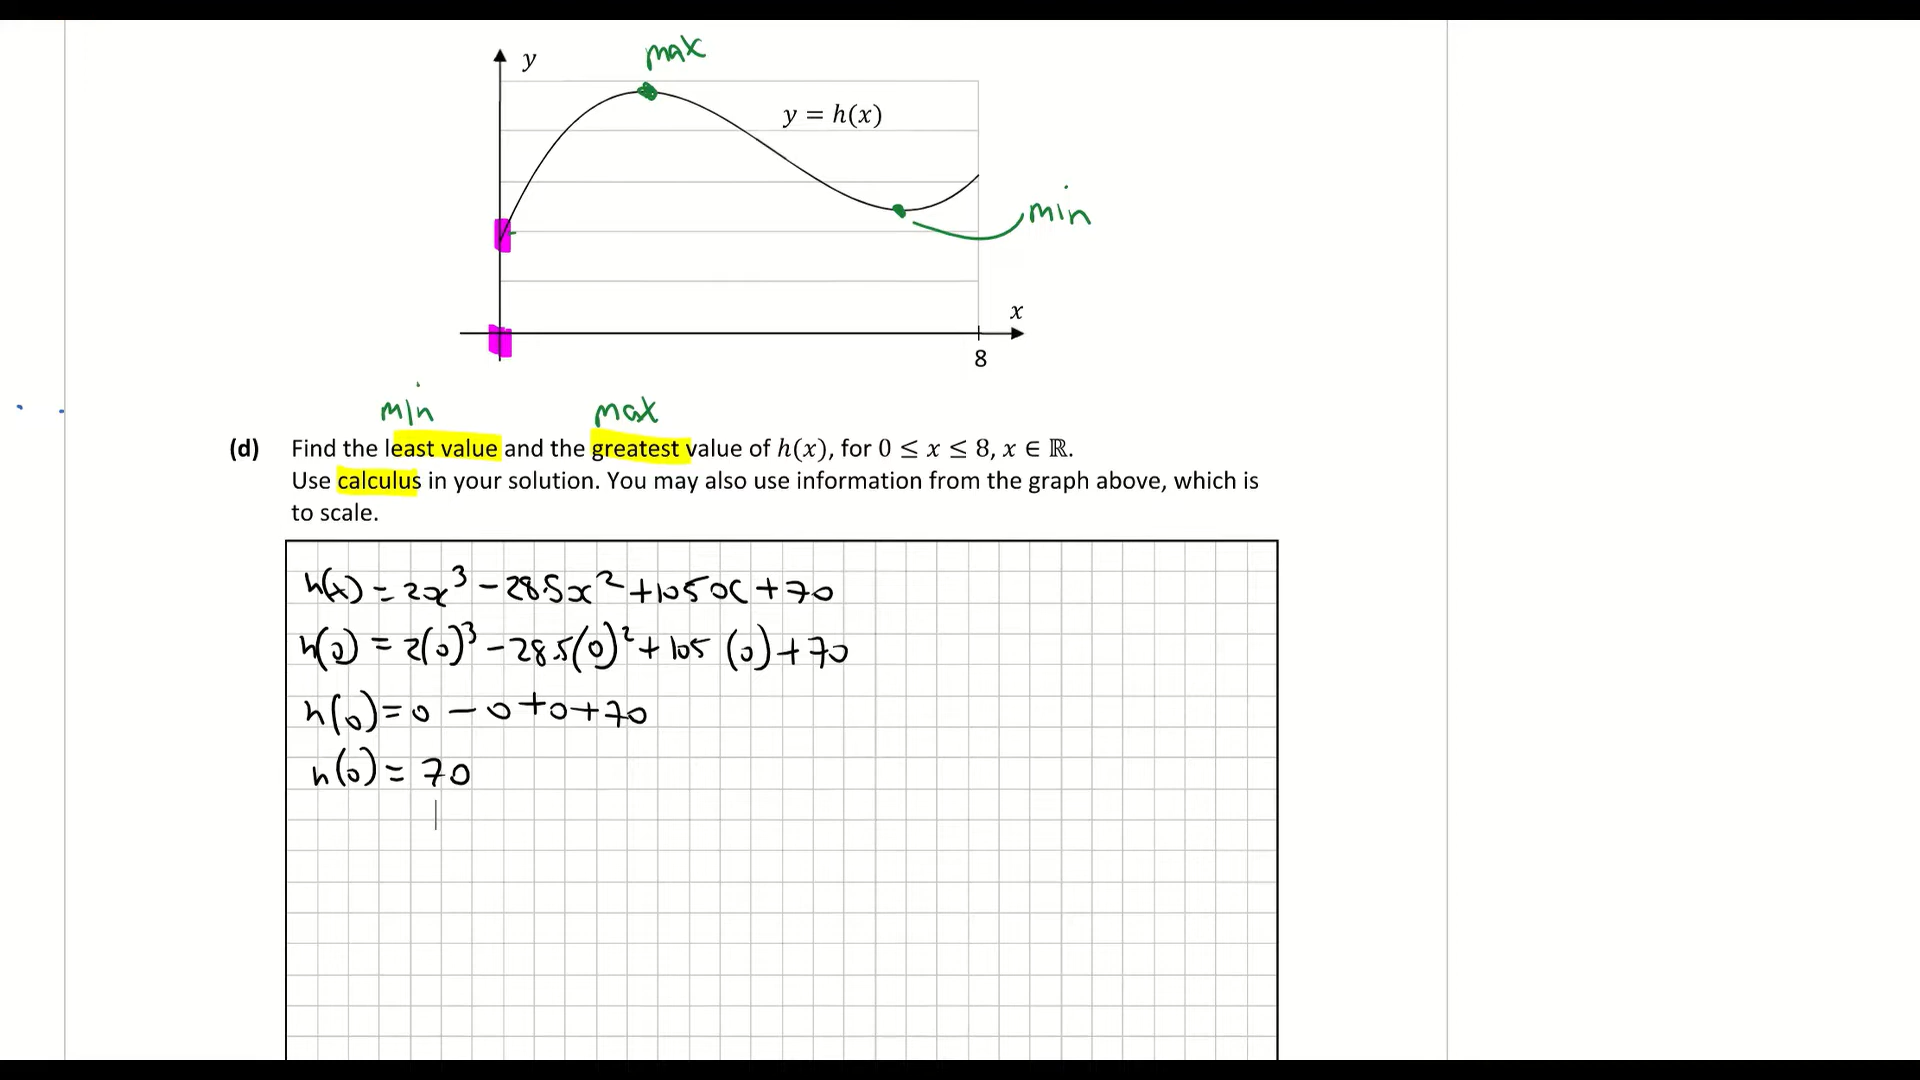 max
y
y = h(x)
min
x
8
min max
(d) Find the least value and the greatest value of h(x), for 0 ≤ x ≤ 8, x ∈ ℝ.
Use calculus in your solution. You may also use information from the graph above, which is
to scale.
h(x) = 2x³ - 28.5x² + 105x + 70
h(0) = 2(0)³ - 28.5(0)² + 105 (0) + 70
h(0) = 0 - 0 + 0 + 70
h(0) = 70